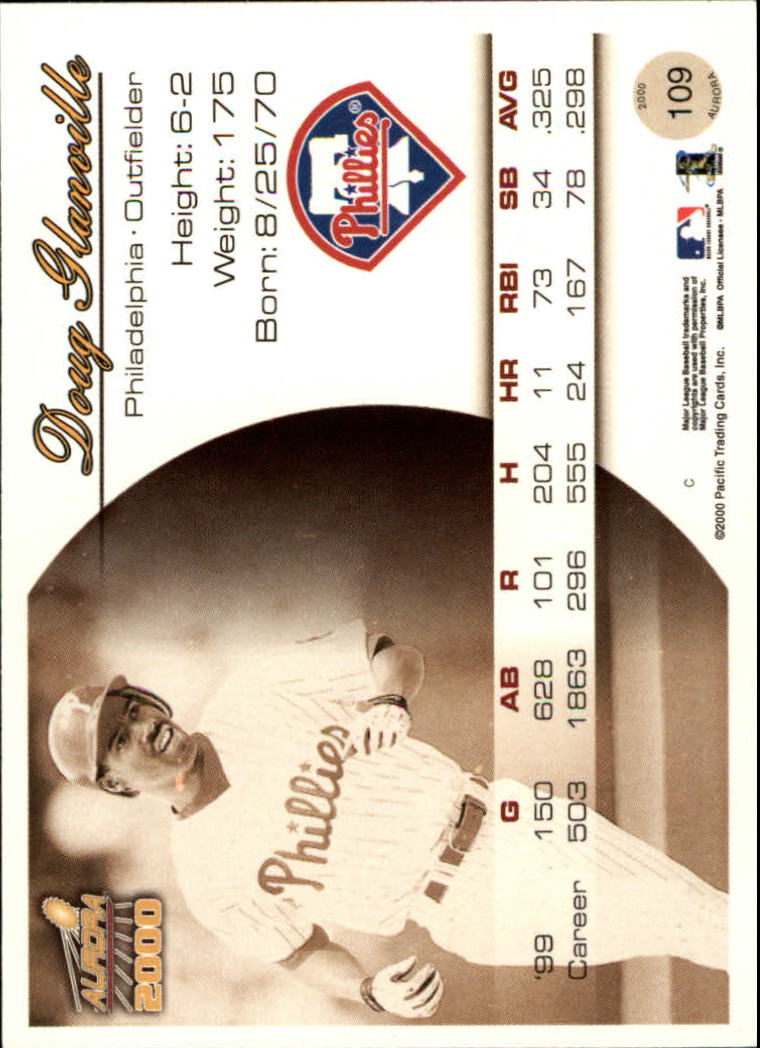 Doug Glanville
Philadelphia · Outfielder
Height: 6-2
Weight: 175
Born: 8/25/70
Phillies
®
Phillies
AURORA
2000
G AB R H HR RBI SB AVG
'99 150 628 101 204 11 73 34 .325
Career 503 1863 296 555 24 167 78 .298
C
Major League Baseball trademarks and
copyrights are used with permission of
Major League Baseball Properties, Inc.
©2000 Pacific Trading Cards, Inc. ©MLBPA Official Licensee - MLBPA
2000
109
AURORA